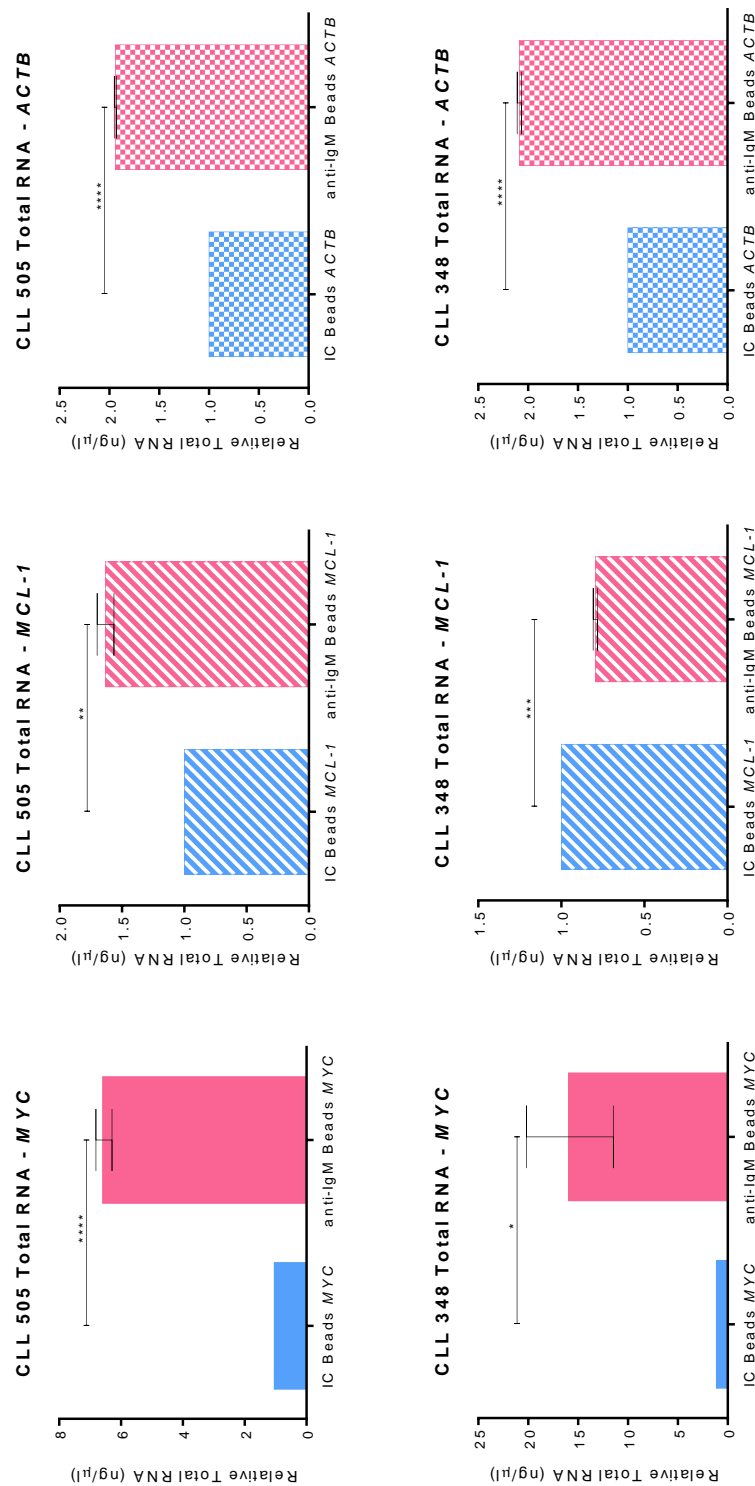 CLL 505 Total RNA - MYC
Relative Total RNA (ng/μl)
8
6
4
2
0
****
IC Beads MYC
anti-IgM Beads MYC
CLL 505 Total RNA - MCL-1
Relative Total RNA (ng/μl)
2.0
1.5
1.0
0.5
0.0
**
IC Beads MCL-1
anti-IgM Beads MCL-1
CLL 505 Total RNA - ACTB
Relative Total RNA (ng/μl)
2.5
2.0
1.5
1.0
0.5
0.0
****
IC Beads ACTB
anti-IgM Beads ACTB
CLL 348 Total RNA - MYC
Relative Total RNA (ng/μl)
25
20
15
10
5
0
*
IC Beads MYC
anti-IgM Beads MYC
CLL 348 Total RNA - MCL-1
Relative Total RNA (ng/μl)
1.5
1.0
0.5
0.0
***
IC Beads MCL-1
anti-IgM Beads MCL-1
CLL 348 Total RNA - ACTB
Relative Total RNA (ng/μl)
2.5
2.0
1.5
1.0
0.5
0.0
****
IC Beads ACTB
anti-IgM Beads ACTB